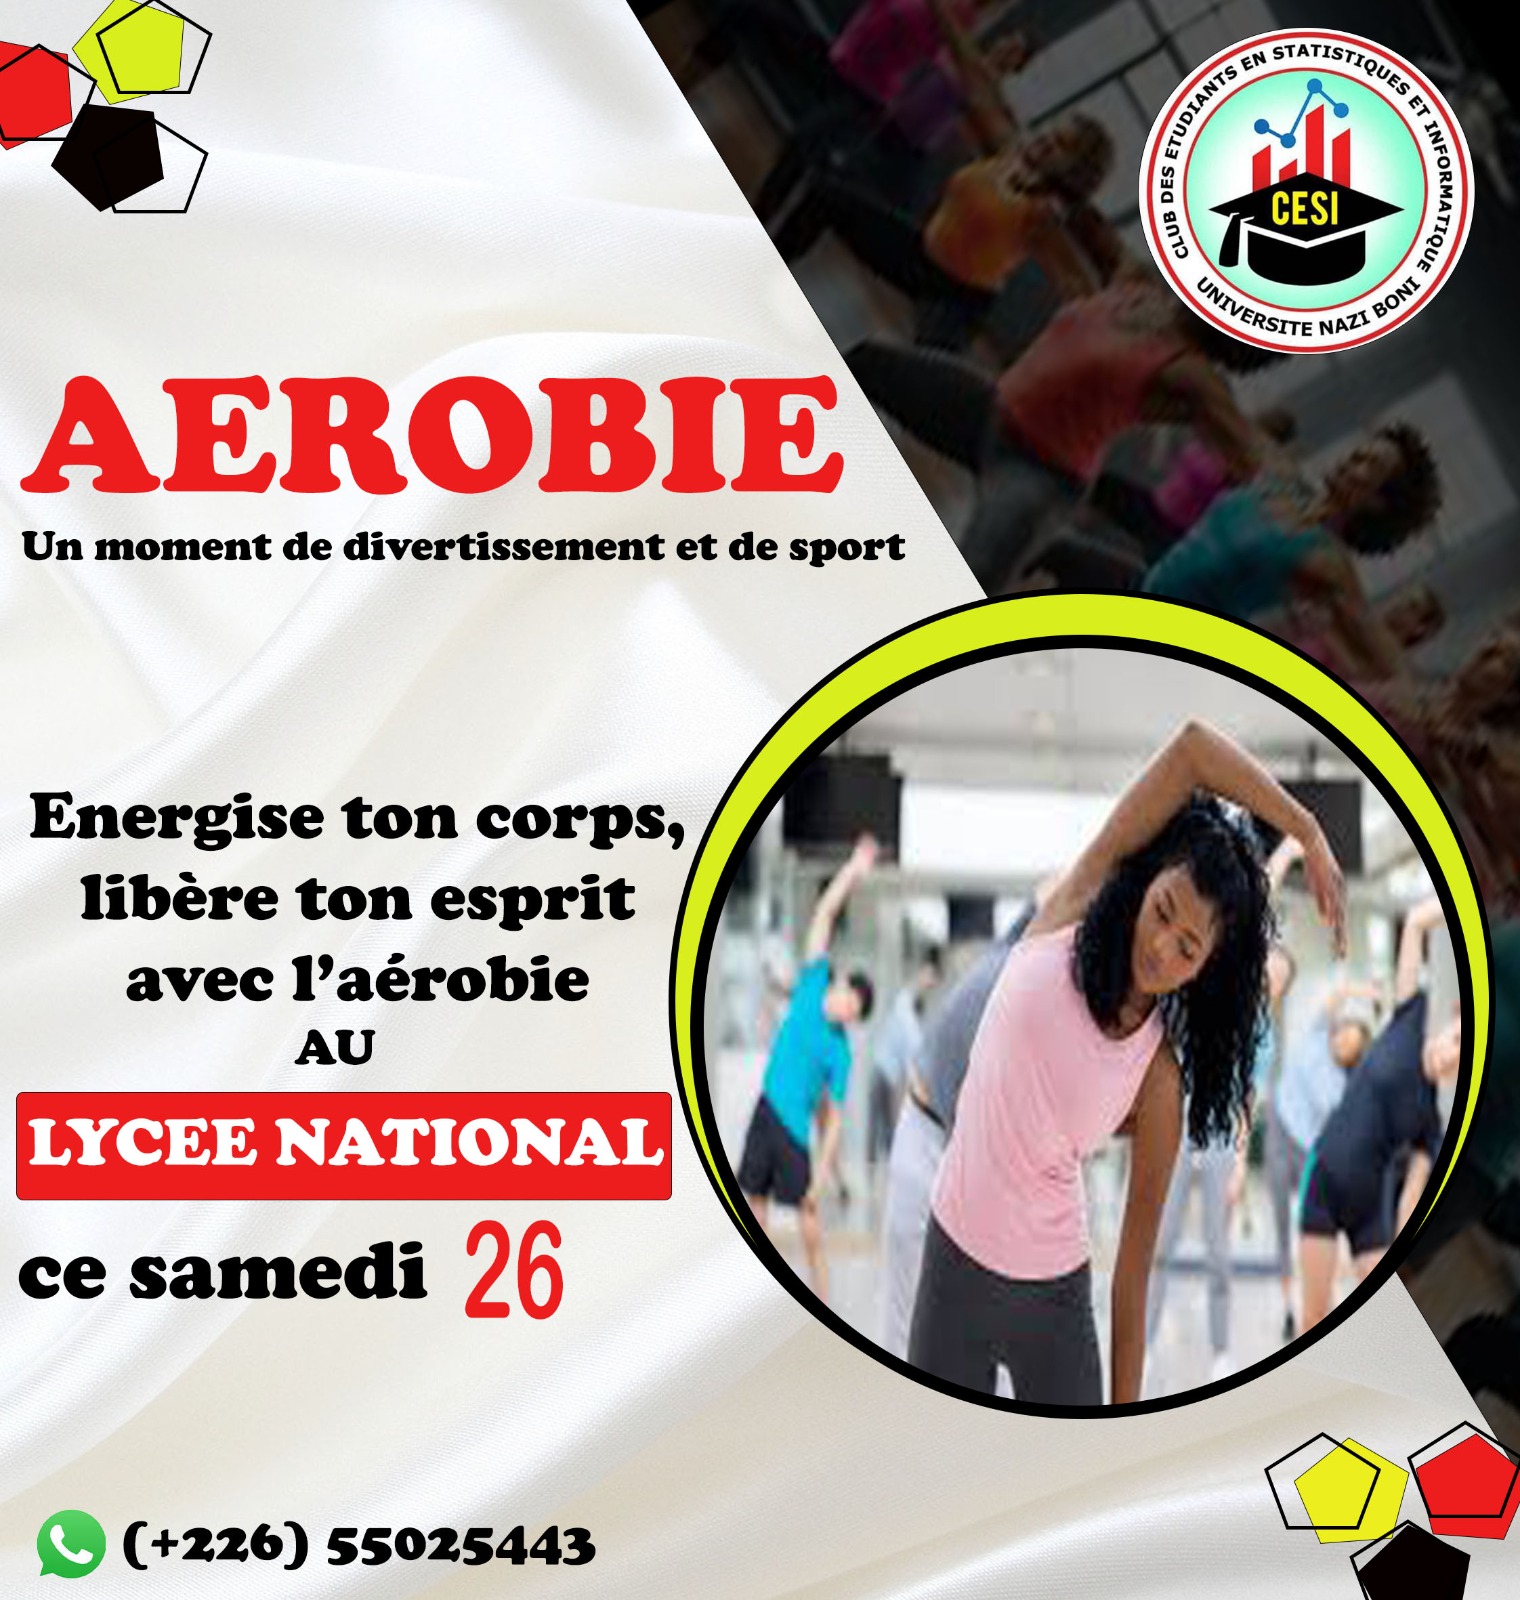 CLUB DES ETUDIANTS EN STATISTIQUES ET INFORMATIQUE
CESI
UNIVERSITE NAZI BONI
AEROBIE
Un moment de divertissement et de sport
Energise ton corps,
libère ton esprit
avec l’aérobie
AU
LYCEE NATIONAL
ce samedi 26
(+226) 55025443